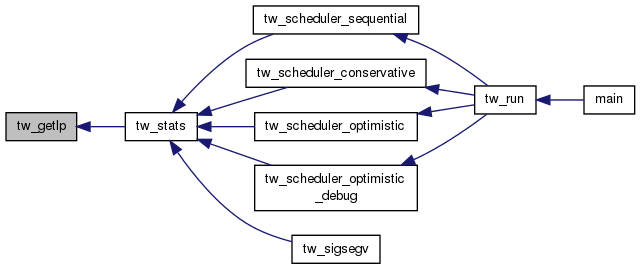 tw_scheduler_sequential
tw_scheduler_conservative
tw_run
main
tw_getlp
tw_stats
tw_scheduler_optimistic
tw_scheduler_optimistic
_debug
tw_sigsegv